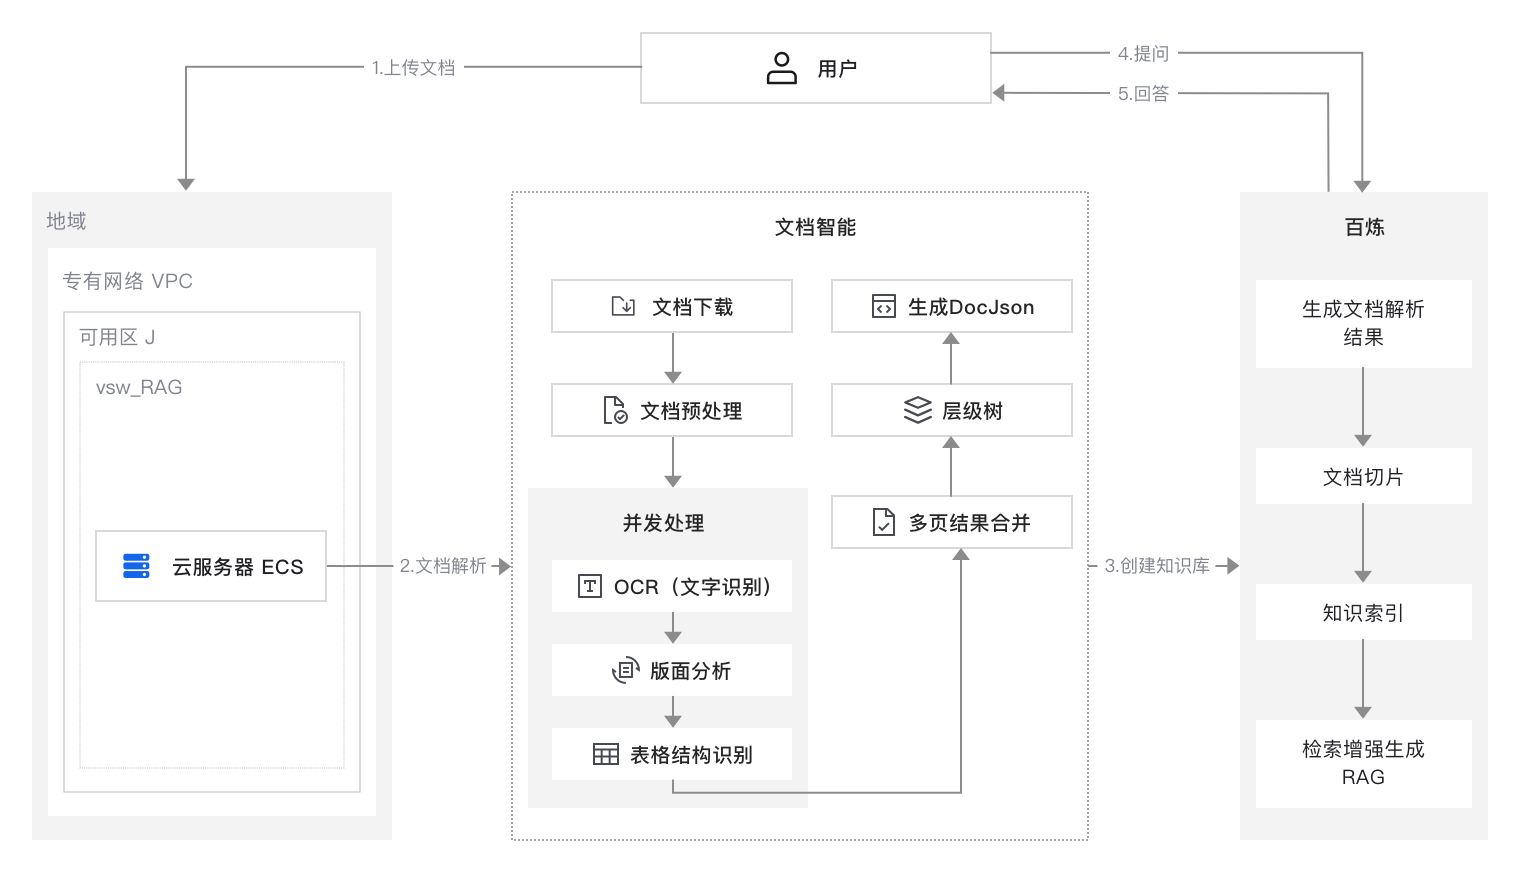 用户
1.上传文档
4.提问
5.回答
地域
专有网络 VPC
可用区 J
vsw_RAG
云服务器 ECS
2.文档解析
文档智能
文档下载
文档预处理
并发处理
OCR（文字识别）
版面分析
表格结构识别
生成DocJson
层级树
多页结果合并
3.创建知识库
百炼
生成文档解析
结果
文档切片
知识索引
检索增强生成
RAG